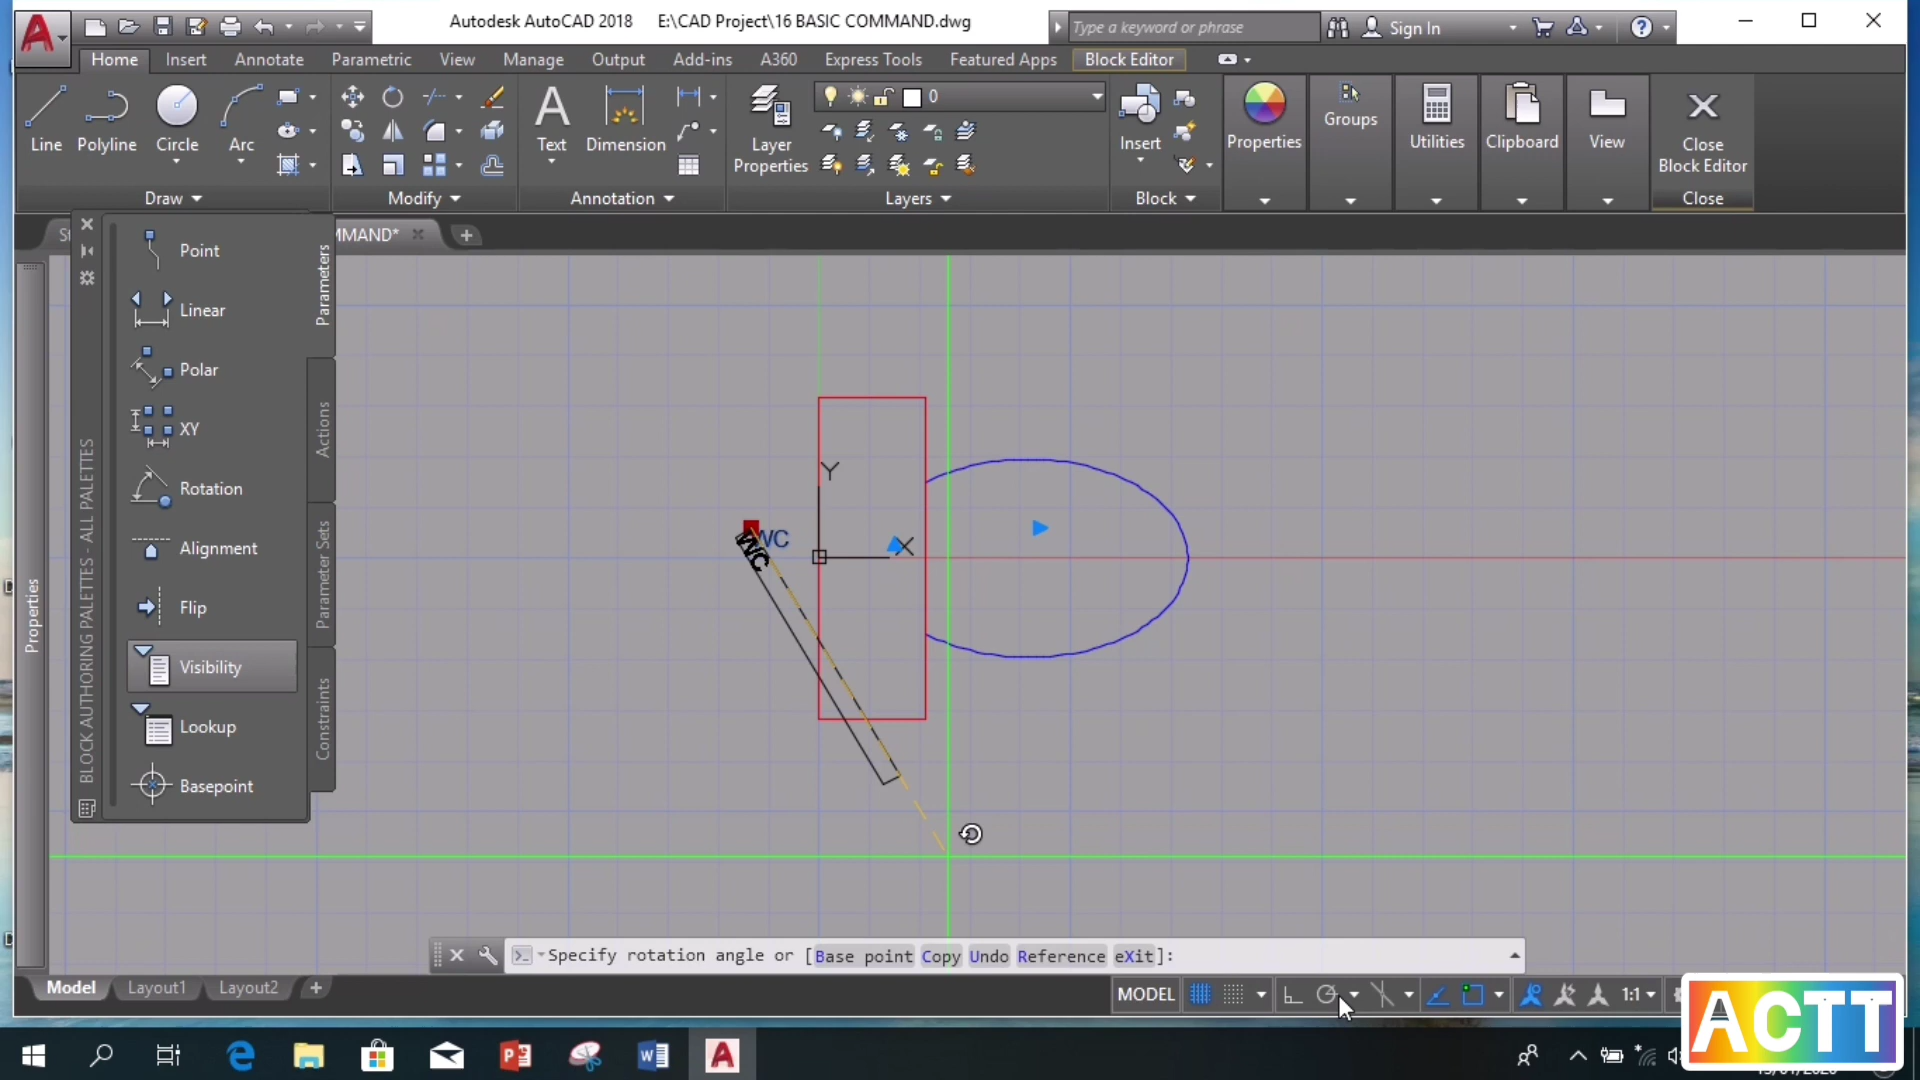 Autodesk AutoCAD 2018 E:\CAD Project\16 BASIC COMMAND.dwg
Type a keyword or phrase
Sign In
Home Insert Annotate Parametric View Manage Output Add-ins A360 Express Tools Featured Apps Block Editor
0
Line Polyline Circle Arc
Text Dimension
Layer Properties
Insert
Properties Groups Utilities Clipboard View
Close Block Editor
Draw Modify Annotation Layers Block Close
MMAND*
Point
Linear
Polar
XY
Rotation
Alignment
Flip
Visibility
Lookup
Basepoint
Parameters
Actions
Parameter Sets
Constraints
BLOCK AUTHORING PALETTES - ALL PALETTES
Properties
Y
X
WC
WC
Specify rotation angle or [Base point Copy Undo Reference eXit]:
Model Layout1 Layout2
MODEL
1:1
ACTT